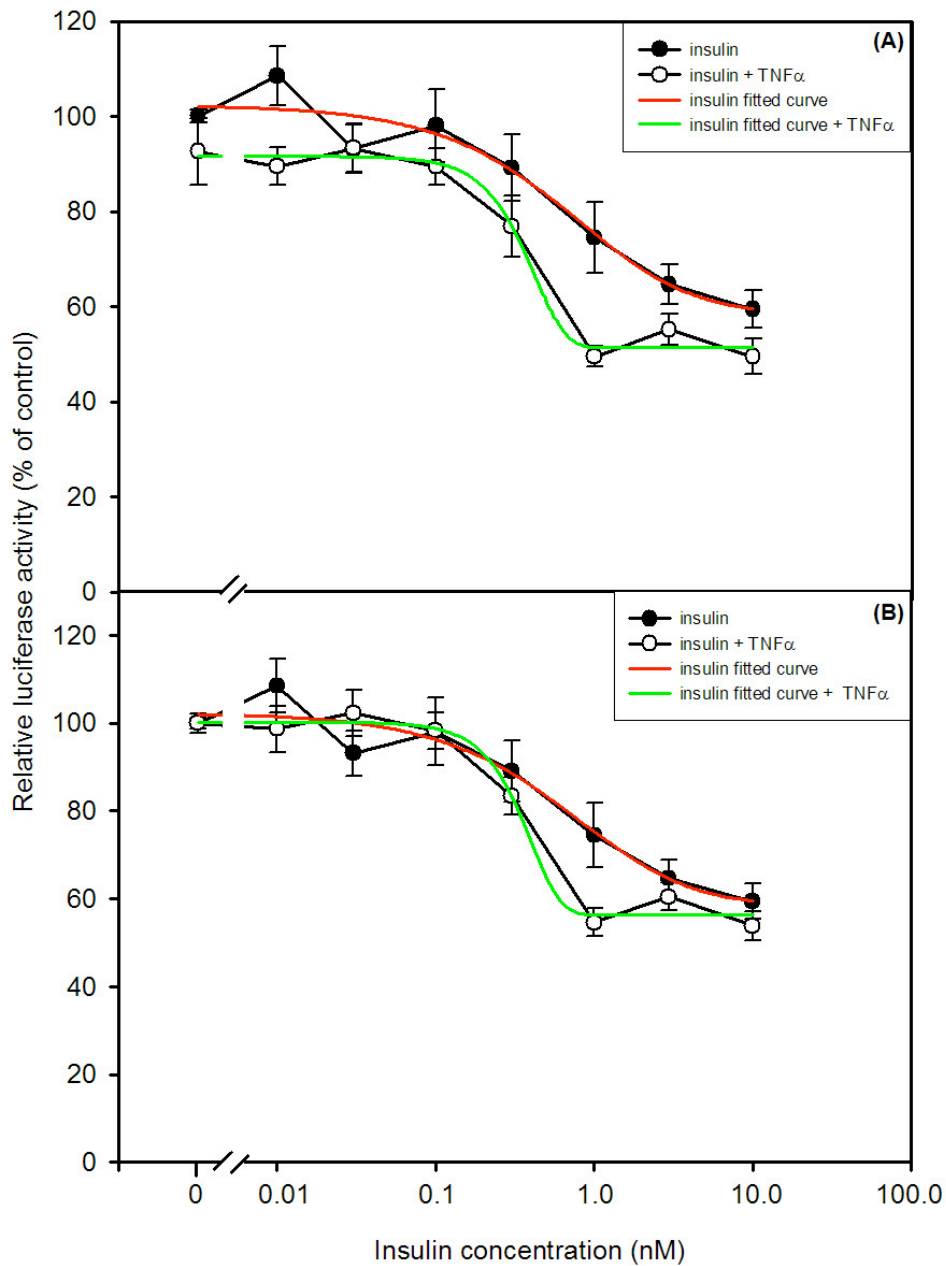 120
100
80
60
40
20
0
(A)
insulin
insulin + TNFα
insulin fitted curve
insulin fitted curve + TNFα
Relative luciferase activity (% of control)
120
100
80
60
40
20
0
(B)
insulin
insulin + TNFα
insulin fitted curve
insulin fitted curve + TNFα
0 0.01 0.1 1.0 10.0 100.0
Insulin concentration (nM)